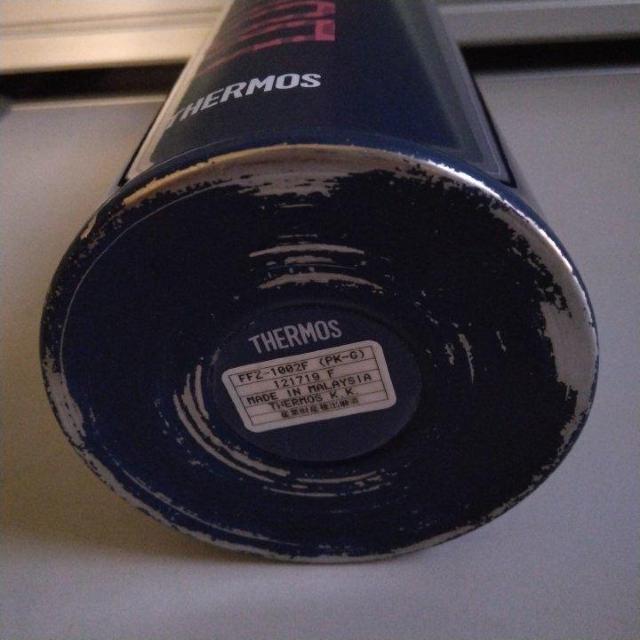 THERMOS
THERMOS
FFZ-1002F (PK-G)
121719 F
MADE IN MALAYSIA
THERMOS K.K.